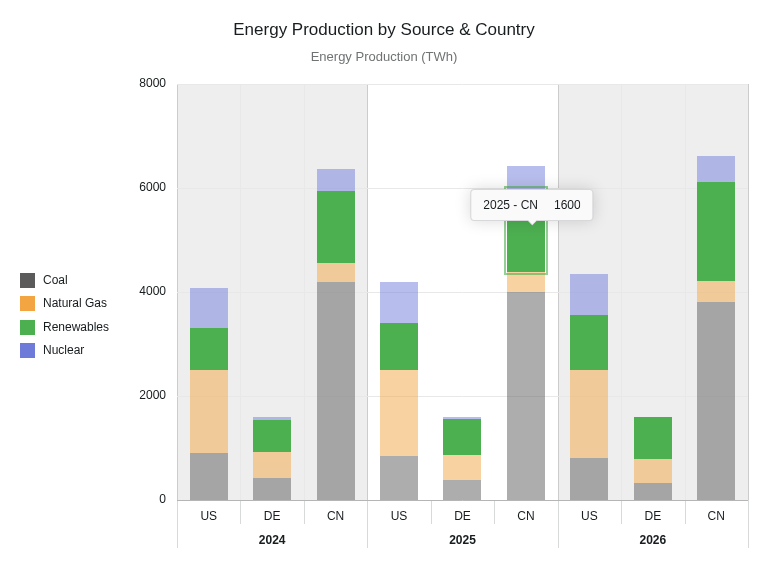 Energy Production by Source & Country
Energy Production (TWh)
8000
6000
4000
2000
0
2025 - CN 1600
Coal
Natural Gas
Renewables
Nuclear
US DE CN US DE CN US DE CN
2024 2025 2026